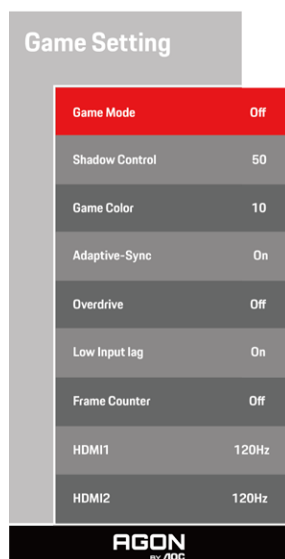 Game Setting
Game Mode Off
Shadow Control 50
Game Color 10
Adaptive-Sync On
Overdrive Off
Low Input lag On
Frame Counter Off
HDMI1 120Hz
HDMI2 120Hz
AGON
BY AOC